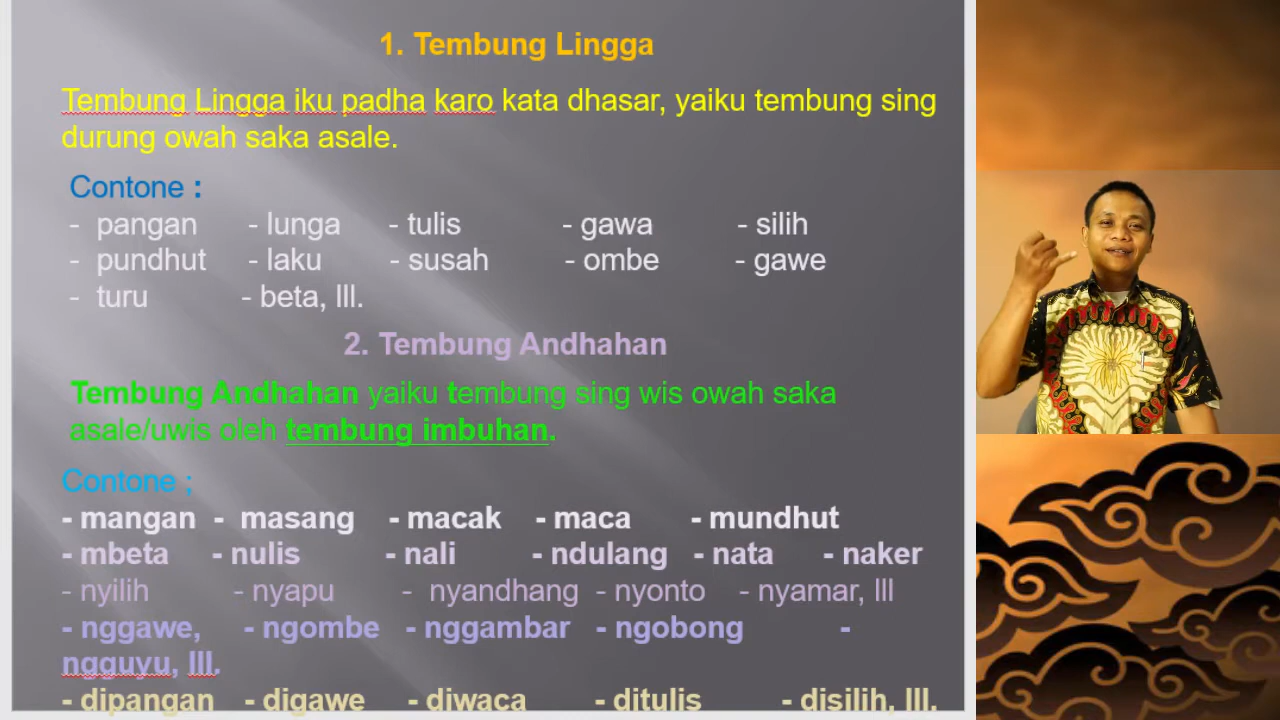 1. Tembung Lingga
Tembung Lingga iku padha karo kata dhasar, yaiku tembung sing
durung owah saka asale.
Contone :
- pangan - lunga - tulis - gawa - silih
- pundhut - laku - susah - ombe - gawe
- turu - beta, lll.
2. Tembung Andhahan
Tembung Andhahan yaiku tembung sing wis owah saka
asale/uwis oleh tembung imbuhan.
Contone ;
- mangan - masang - macak - maca - mundhut
- mbeta - nulis - nali - ndulang - nata - naker
- nyilih - nyapu - nyandhang - nyonto - nyamar, lll
- nggawe, - ngombe - nggambar - ngobong -
ngguyu, lll.
- dipangan - digawe - diwaca - ditulis - disilih, lll.